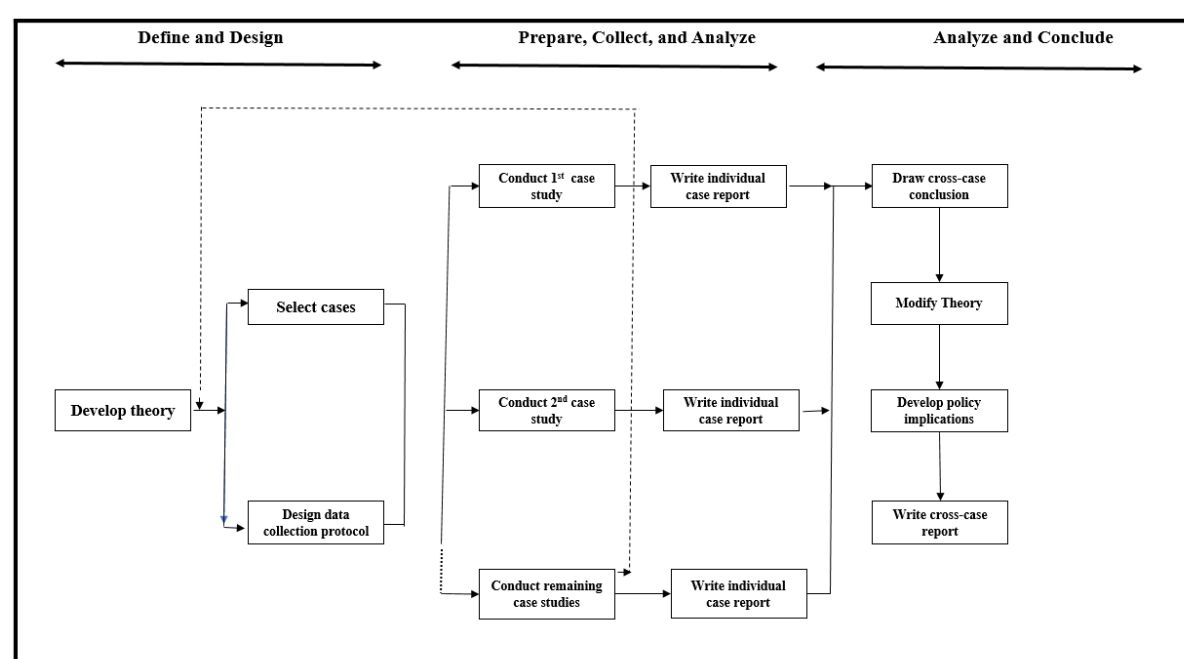 Define and Design
Prepare, Collect, and Analyze
Analyze and Conclude
Conduct 1st case
study
Write individual
case report
Draw cross-case
conclusion
Select cases
Modify Theory
Develop theory
Conduct 2nd case
study
Write individual
case report
Develop policy
implications
Design data
collection protocol
Write cross-case
report
Conduct remaining
case studies
Write individual
case report